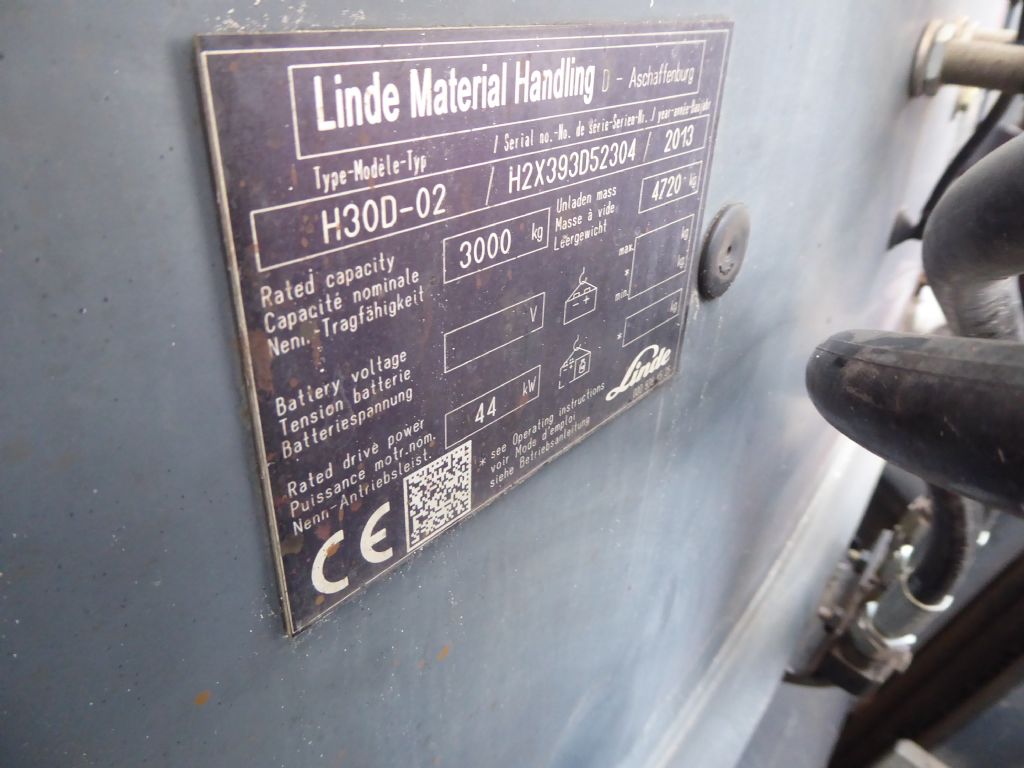 Linde Material Handling D - Aschaffenburg
Type-Modèle-Typ / Serial no.-No. de série-Serien-Nr. / year-année-Baujahr
H30D-02 / H2X393D52304 / 2013
Rated capacity
Capacité nominale
Nenn-Tragfähigkeit
3000 kg
Unladen mass
Masse à vide
Leergewicht
4720 kg
Battery voltage
Tension batterie
Batteriespannung
V
- +
max. kg
*
min. kg
Rated drive power
Puissance motr.nom.
Nenn-Antriebsleist.
44 kW
L
* kg
* see Operating instructions
voir Mode d'emploi
siehe Betriebsanleitung
Linde
CE